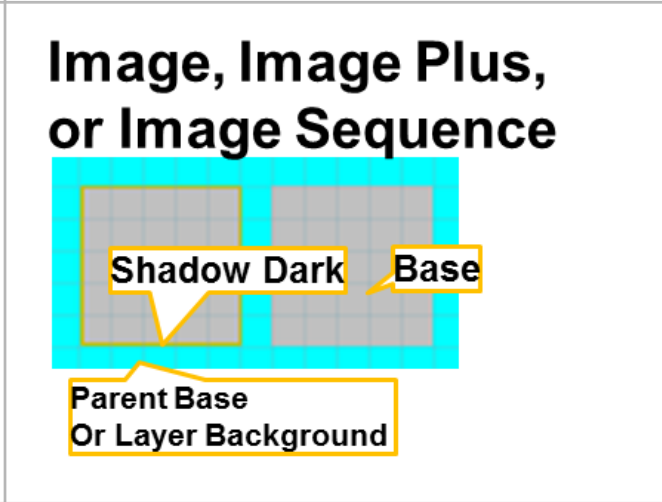 Image, Image Plus,
or Image Sequence
Shadow Dark
Base
Parent Base
Or Layer Background